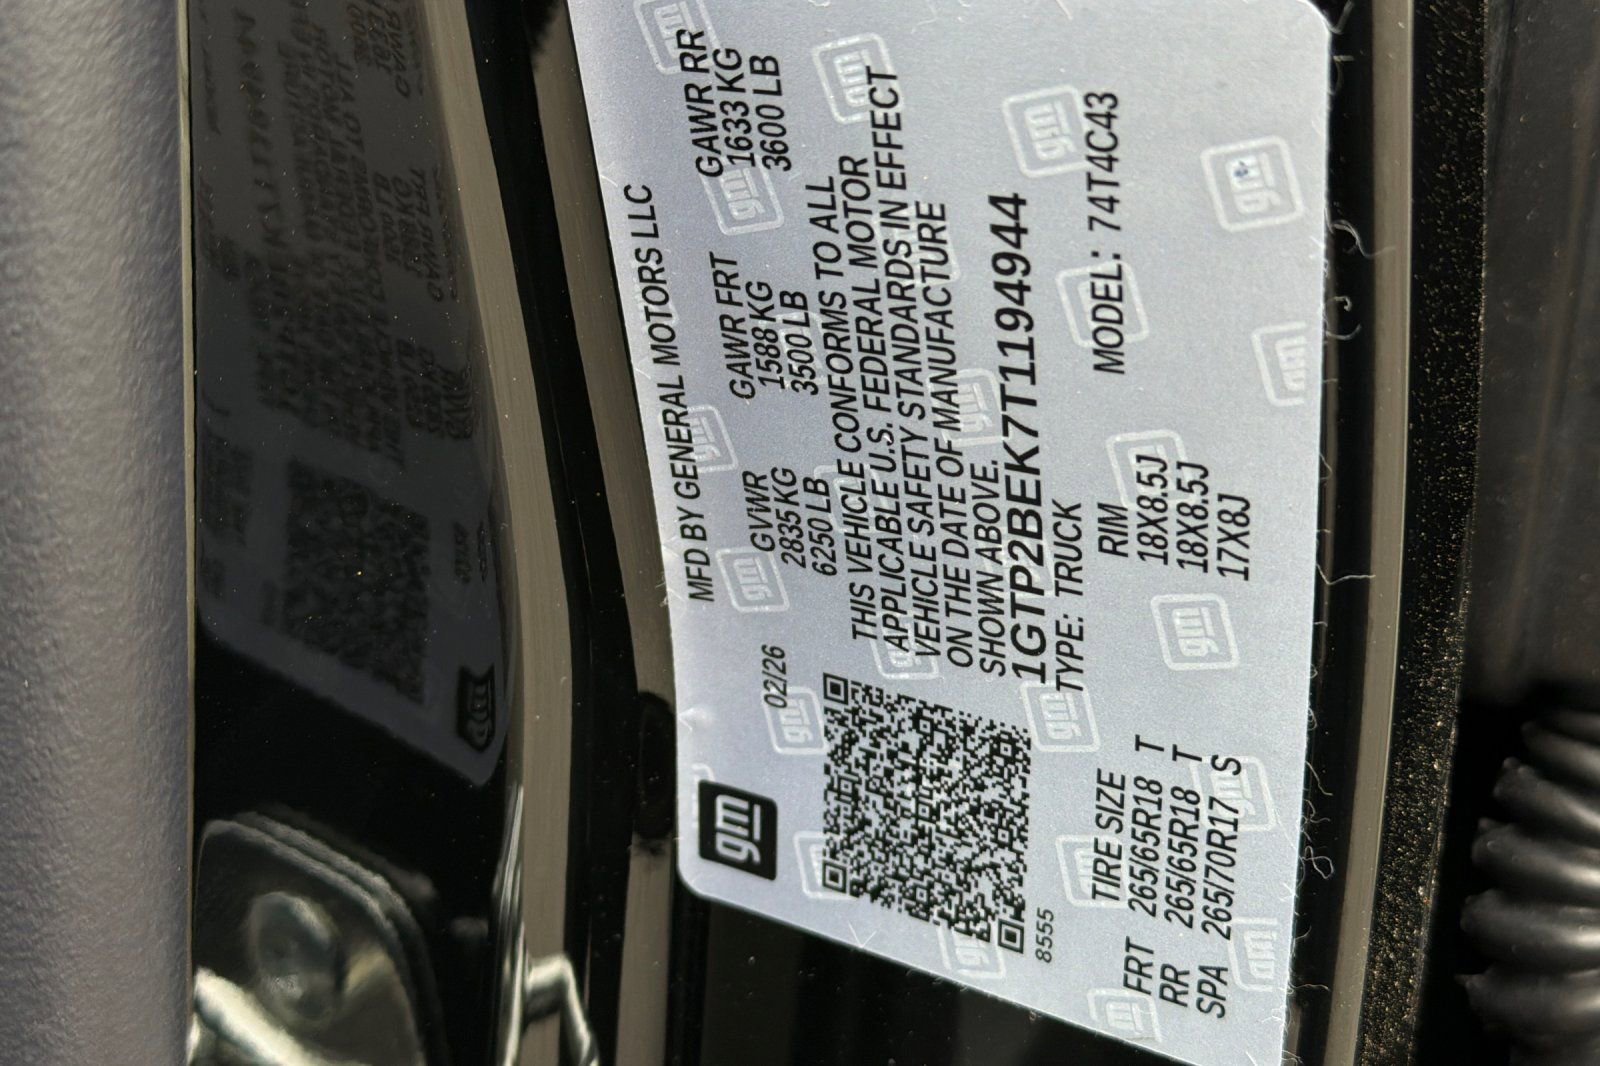 gm
02/26
MFD BY GENERAL MOTORS LLC
GVWR GAWR FRT GAWR RR
2835 KG 1588 KG 1633 KG
6250 LB 3500 LB 3600 LB
THIS VEHICLE CONFORMS TO ALL
APPLICABLE U.S. FEDERAL MOTOR
VEHICLE SAFETY STANDARDS IN EFFECT
ON THE DATE OF MANUFACTURE
SHOWN ABOVE.
1GTP2BEK7T1194944
TYPE: TRUCK MODEL: 74T4C43
8555
TIRE SIZE RIM
FRT 265/65R18 T 18X8.5J
RR 265/65R18 T 18X8.5J
SPA 265/70R17 S 17X8J